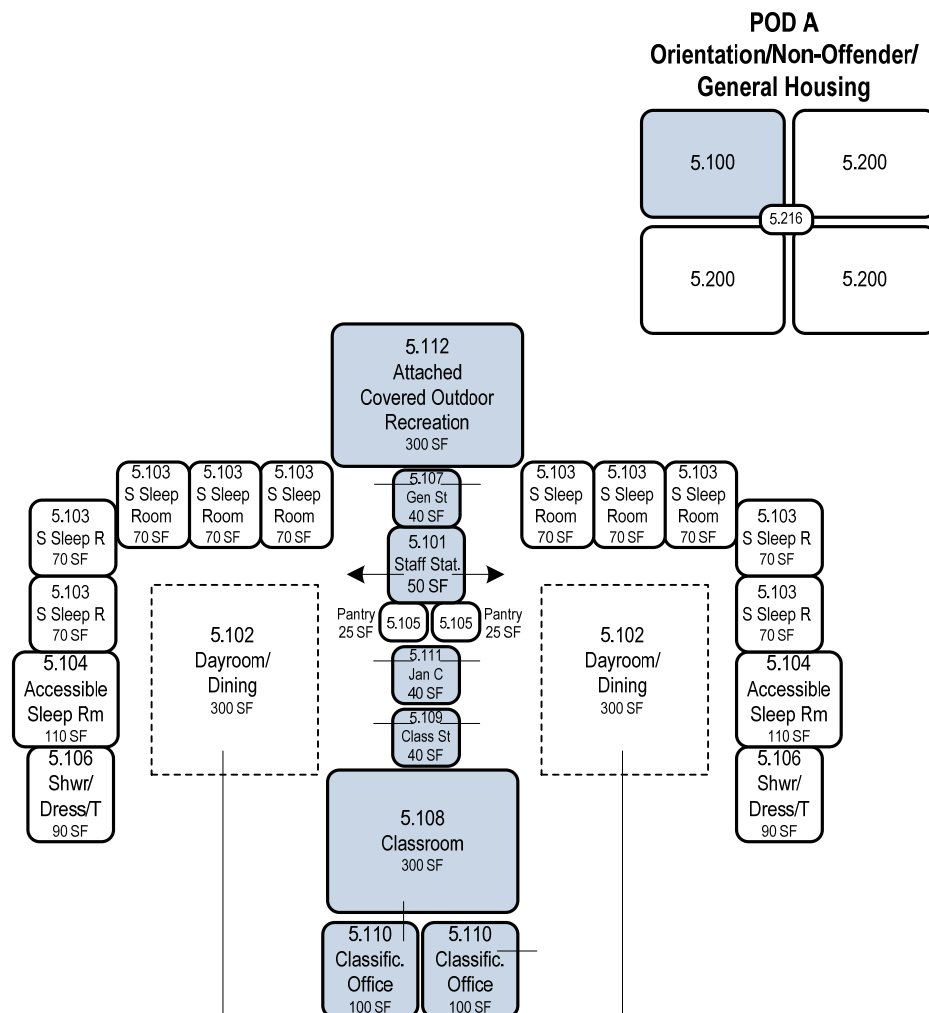 POD A
Orientation/Non-Offender/
General Housing
5.100
5.200
5.216
5.200
5.200
5.112
Attached
Covered Outdoor
Recreation
300 SF
5.103
S Sleep
Room
70 SF
5.103
S Sleep
Room
70 SF
5.103
S Sleep
Room
70 SF
5.107
Gen St
40 SF
5.103
S Sleep
Room
70 SF
5.103
S Sleep
Room
70 SF
5.103
S Sleep
Room
70 SF
5.103
S Sleep R
70 SF
5.101
Staff Stat.
50 SF
5.103
S Sleep R
70 SF
5.103
S Sleep R
70 SF
Pantry
25 SF
5.105
5.105
Pantry
25 SF
5.103
S Sleep R
70 SF
5.102
Dayroom/
Dining
300 SF
5.102
Dayroom/
Dining
300 SF
5.104
Accessible
Sleep Rm
110 SF
5.111
Jan C
40 SF
5.104
Accessible
Sleep Rm
110 SF
5.109
Class St
40 SF
5.106
Shwr/
Dress/T
90 SF
5.106
Shwr/
Dress/T
90 SF
5.108
Classroom
300 SF
5.110
Classific.
Office
100 SF
5.110
Classific.
Office
100 SF